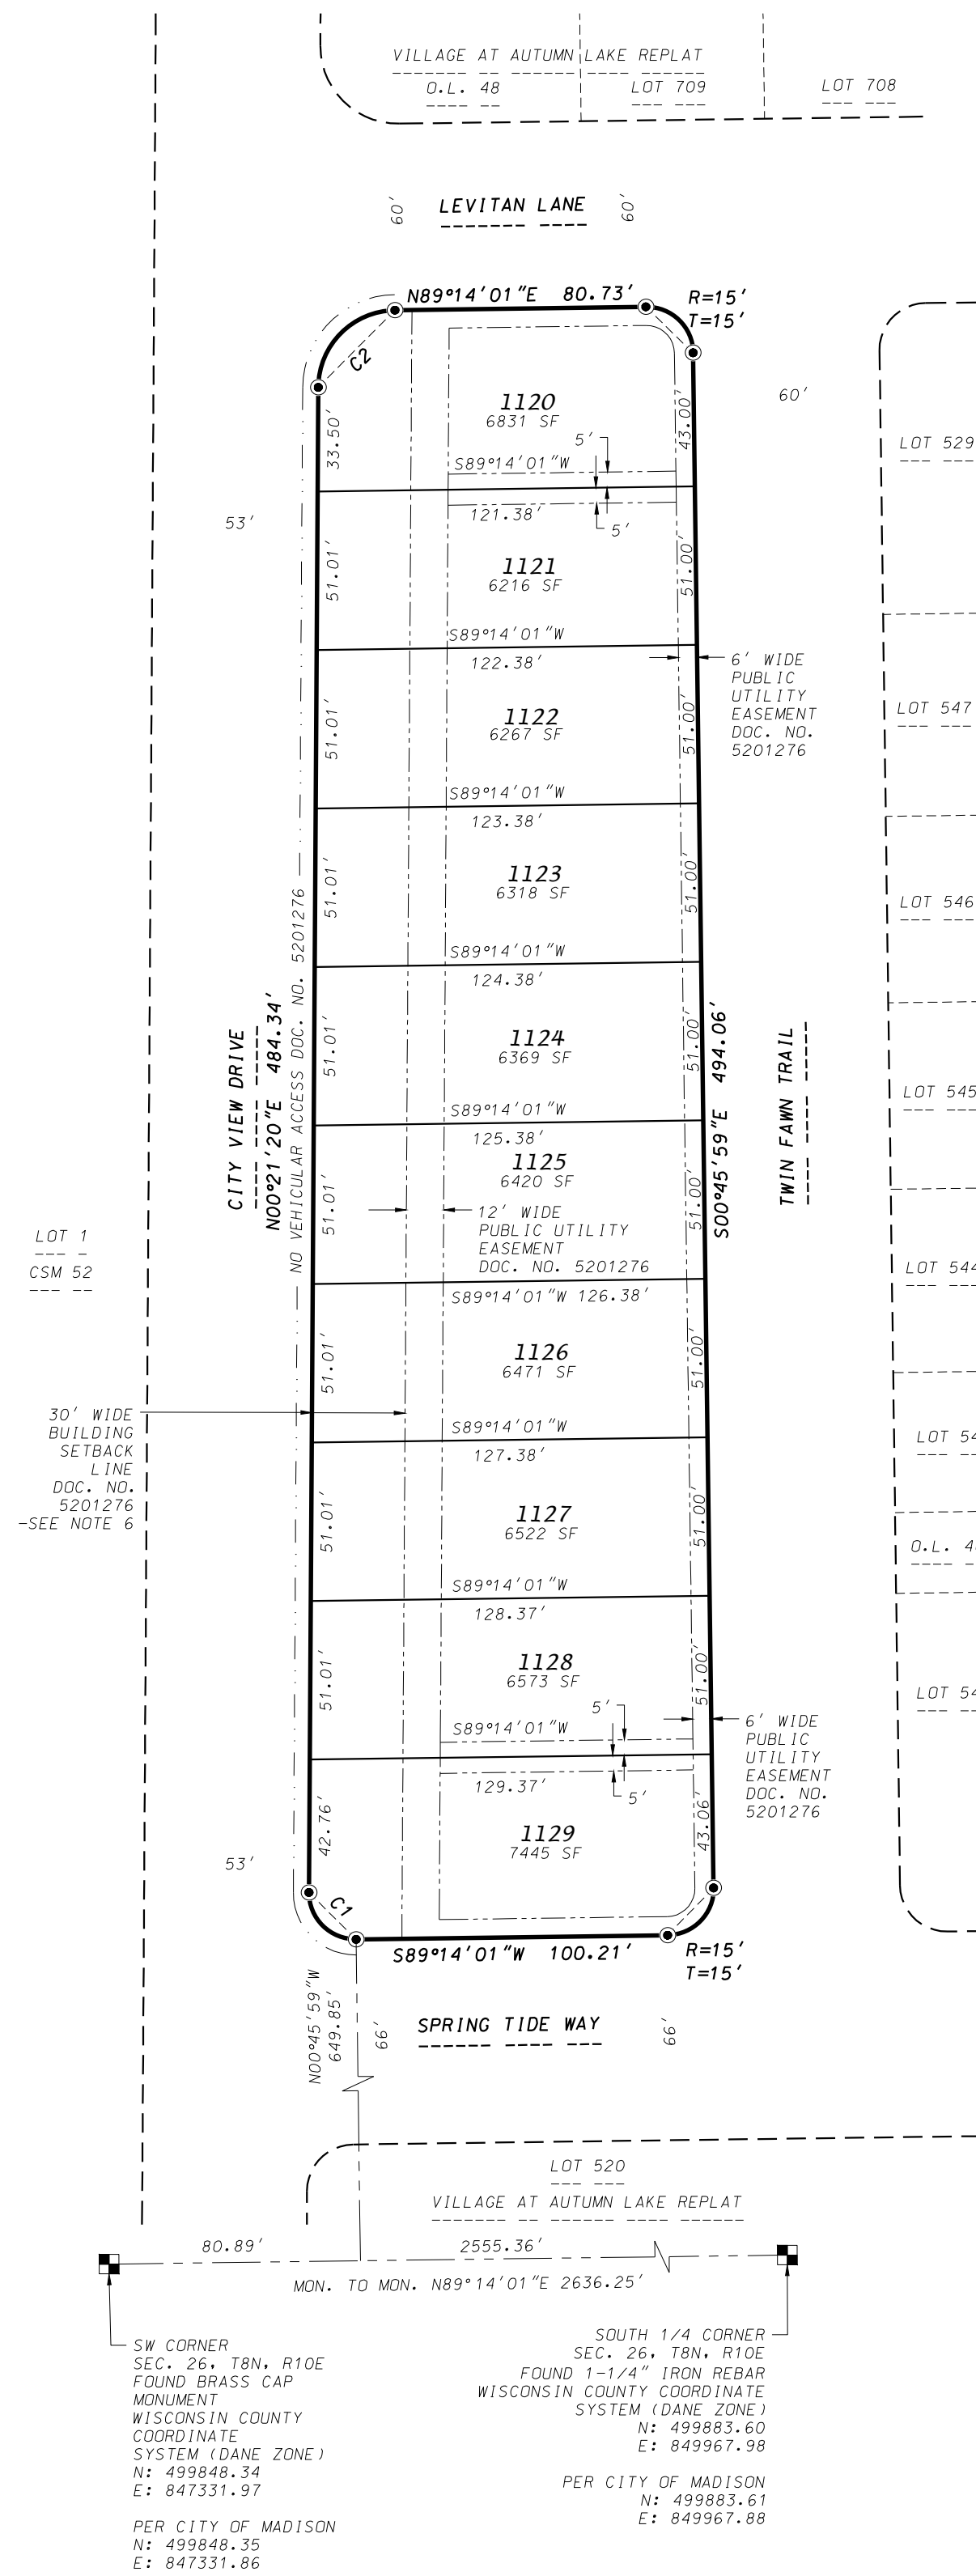 VILLAGE AT AUTUMN LAKE REPLAT
O.L. 48
LOT 709
LOT 708
60'
LEVITAN LANE
60'
N89°14'01"E 80.73'
R=15'
T=15'
C2
60'
1120
6831 SF
33.50'
43.00'
5'
S89°14'01"W
121.38'
5'
LOT 529
53'
1121
6216 SF
51.01'
51.00'
S89°14'01"W
122.38'
6' WIDE
PUBLIC
UTILITY
EASEMENT
DOC. NO.
5201276
1122
6267 SF
51.01'
51.00'
LOT 547
S89°14'01"W
123.38'
1123
6318 SF
51.01'
51.00'
LOT 546
S89°14'01"W
124.38'
CITY VIEW DRIVE
N00°21'20"E 484.34'
NO VEHICULAR ACCESS DOC. NO. 5201276
1124
6369 SF
51.01'
51.00'
S00°45'59"E 494.06'
TWIN FAWN TRAIL
LOT 545
S89°14'01"W
125.38'
1125
6420 SF
51.01'
51.00'
12' WIDE
PUBLIC UTILITY
EASEMENT
DOC. NO. 5201276
LOT 1
CSM 52
LOT 544
S89°14'01"W 126.38'
1126
6471 SF
51.01'
51.00'
30' WIDE
BUILDING
SETBACK
LINE
DOC. NO.
5201276
-SEE NOTE 6
S89°14'01"W
127.38'
LOT 54
1127
6522 SF
51.01'
51.00'
O.L. 4
S89°14'01"W
128.37'
1128
6573 SF
51.01'
51.00'
LOT 54
5'
S89°14'01"W
129.37'
5'
6' WIDE
PUBLIC
UTILITY
EASEMENT
DOC. NO.
5201276
1129
7445 SF
42.76'
43.06'
53'
C1
S89°14'01"W 100.21'
R=15'
T=15'
N00°45'59"W
649.85'
66'
SPRING TIDE WAY
66'
LOT 520
VILLAGE AT AUTUMN LAKE REPLAT
80.89'
2555.36'
MON. TO MON. N89°14'01"E 2636.25'
SW CORNER
SEC. 26, T8N, R10E
FOUND BRASS CAP
MONUMENT
WISCONSIN COUNTY
COORDINATE
SYSTEM (DANE ZONE)
N: 499848.34
E: 847331.97
PER CITY OF MADISON
N: 499848.35
E: 847331.86
SOUTH 1/4 CORNER
SEC. 26, T8N, R10E
FOUND 1-1/4" IRON REBAR
WISCONSIN COUNTY COORDINATE
SYSTEM (DANE ZONE)
N: 499883.60
E: 849967.98
PER CITY OF MADISON
N: 499883.61
E: 849967.88